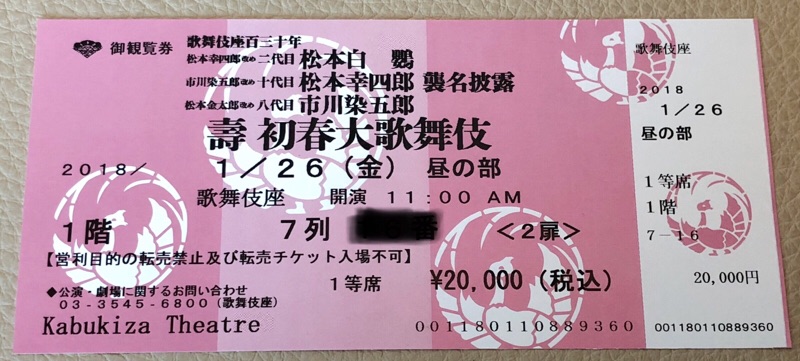 御観覧券
歌舞伎座百三十年
松本幸四郎改め 二代目 松本白鸚
市川染五郎改め 十代目 松本幸四郎 襲名披露
松本金太郎改め 八代目 市川染五郎
壽 初春大歌舞伎
2018/ 1/26(金) 昼の部
歌舞伎座 開演 11:00 AM
1階 7列 番 <2扉>
【営利目的の転売禁止及び転売チケット入場不可】
◆公演・劇場に関するお問い合わせ
03-3545-6800(歌舞伎座)
1等席 ¥20,000(税込)
Kabukiza Theatre
001180110889360
歌舞伎座
2018
1/26
昼の部
1等席
1階
7-16
20,000円
001180110889360